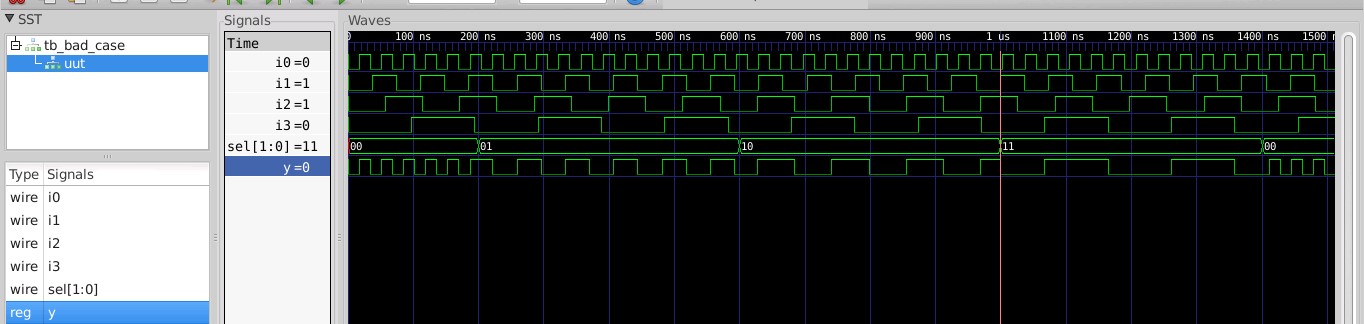 SST
tb_bad_case
uut
Type Signals
wire i0
wire i1
wire i2
wire i3
wire sel[1:0]
reg y
Signals
Time
i0=0
i1=1
i2=1
i3=0
sel[1:0]=11
y=0
Waves
0 100 ns 200 ns 300 ns 400 ns 500 ns 600 ns 700 ns 800 ns 900 ns 1 us 1100 ns 1200 ns 1300 ns 1400 ns 1500 n
00 01 10 11 00